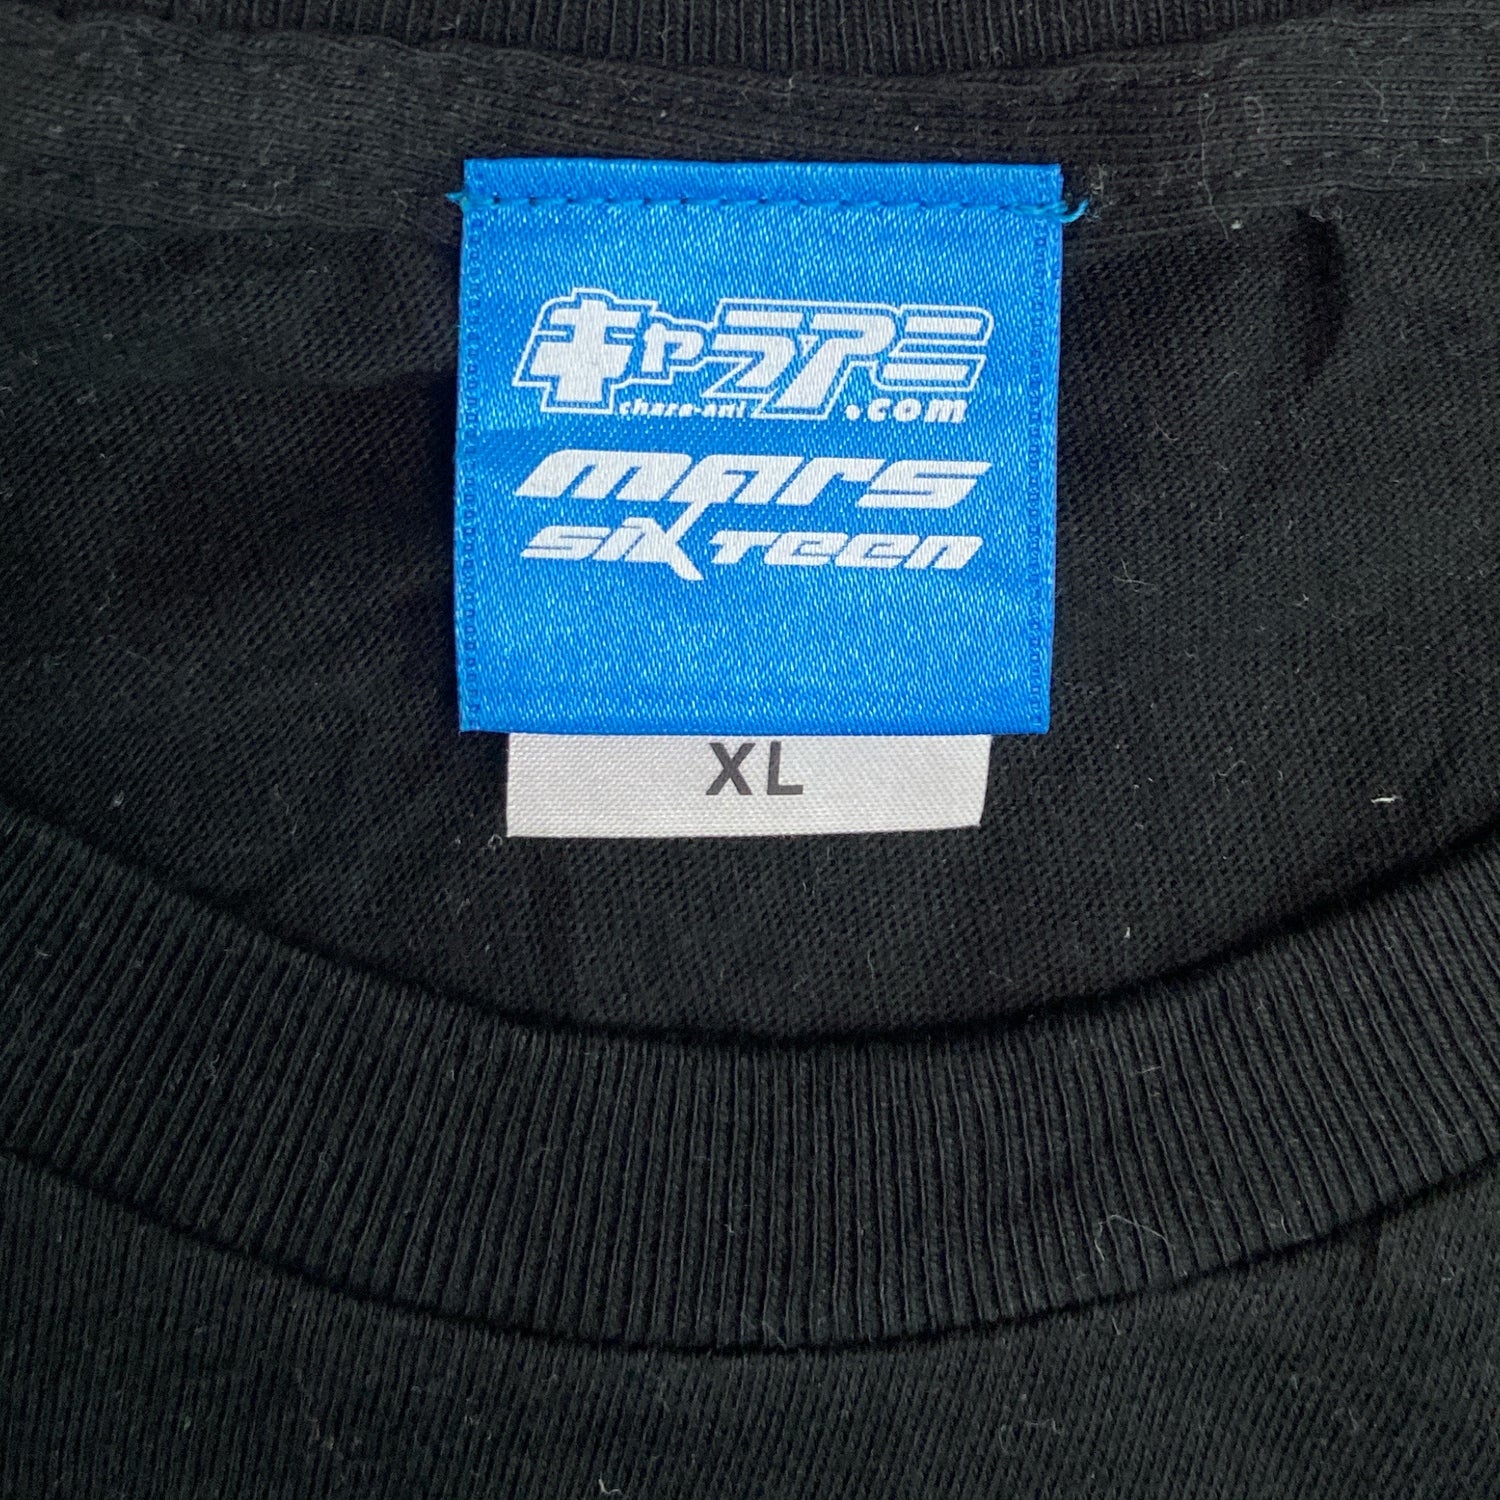 キャラアニ
chara-ani .com
mars
sixteen
XL